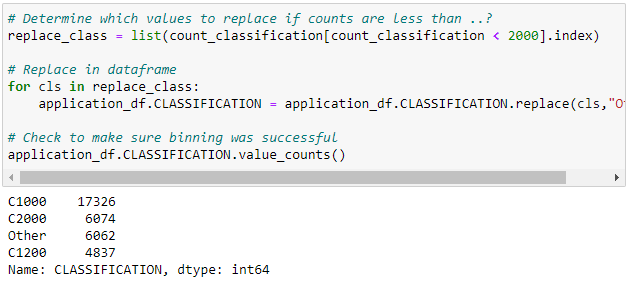 # Determine which values to replace if counts are less than ..?
replace_class = list(count_classification[count_classification < 2000].index)
# Replace in dataframe
for cls in replace_class:
    application_df.CLASSIFICATION = application_df.CLASSIFICATION.replace(cls,"O
# Check to make sure binning was successful
application_df.CLASSIFICATION.value_counts()
C1000    17326
C2000     6074
Other     6062
C1200     4837
Name: CLASSIFICATION, dtype: int64